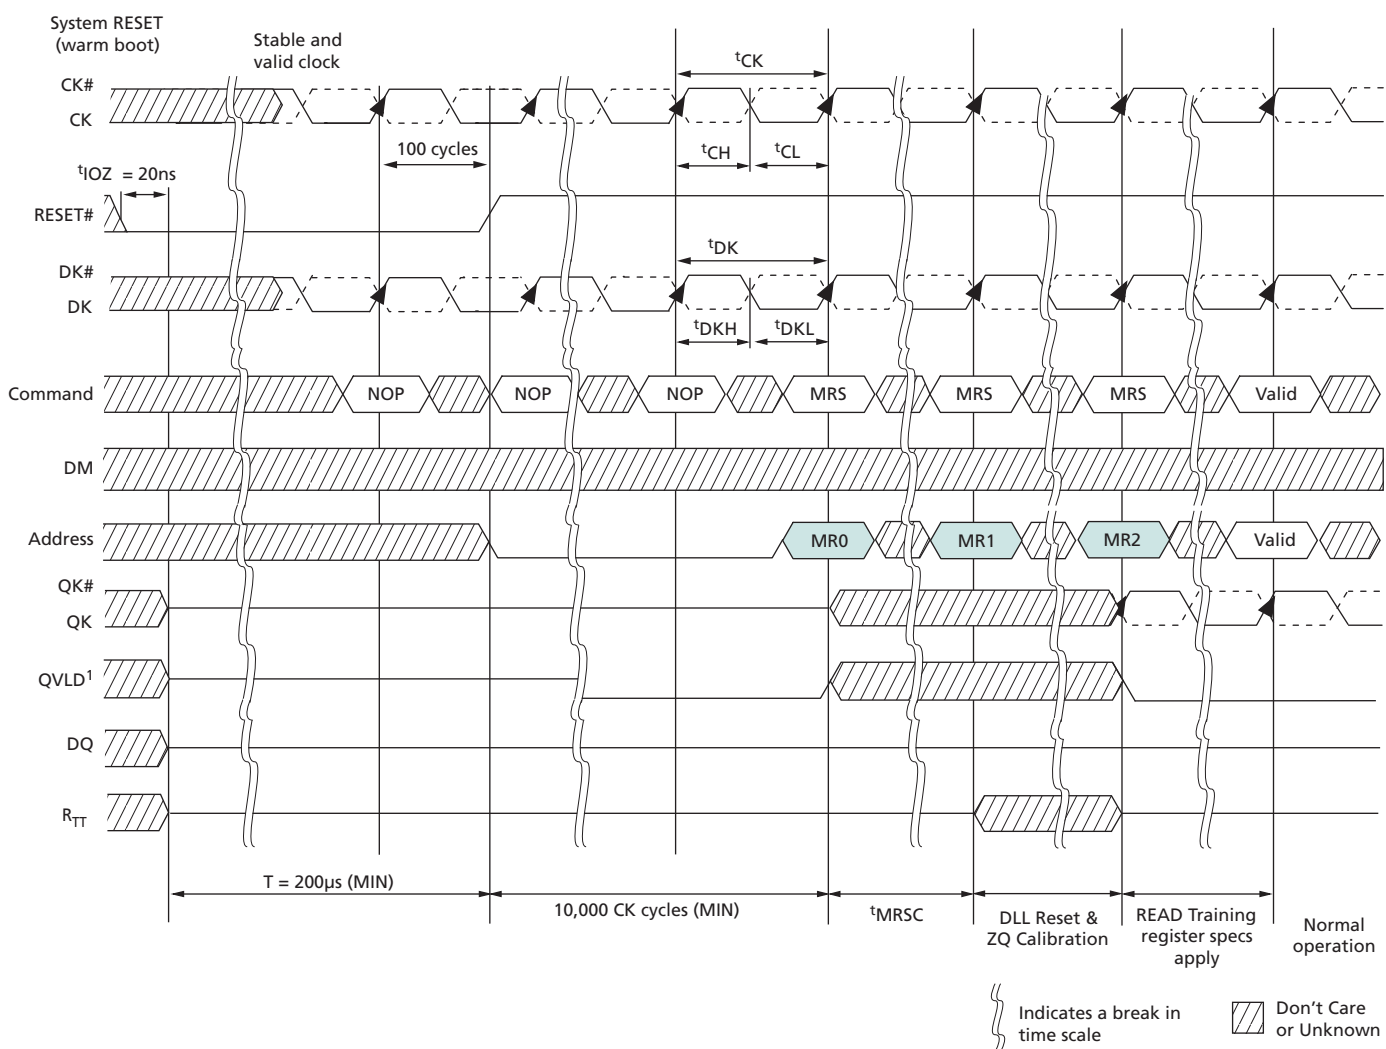 System RESET
(warm boot)
Stable and
valid clock
CK#
CK
tCK
100 cycles
tCH
tCL
tIOZ = 20ns
RESET#
DK#
DK
tDK
tDKH
tDKL
Command
NOP
NOP
NOP
MRS
MRS
MRS
Valid
DM
Address
MR0
MR1
MR2
Valid
QK#
QK
QVLD1
DQ
RTT
T = 200µs (MIN)
10,000 CK cycles (MIN)
tMRSC
DLL Reset &
ZQ Calibration
READ Training
register specs
apply
Normal
operation
Indicates a break in
time scale
Don't Care
or Unknown